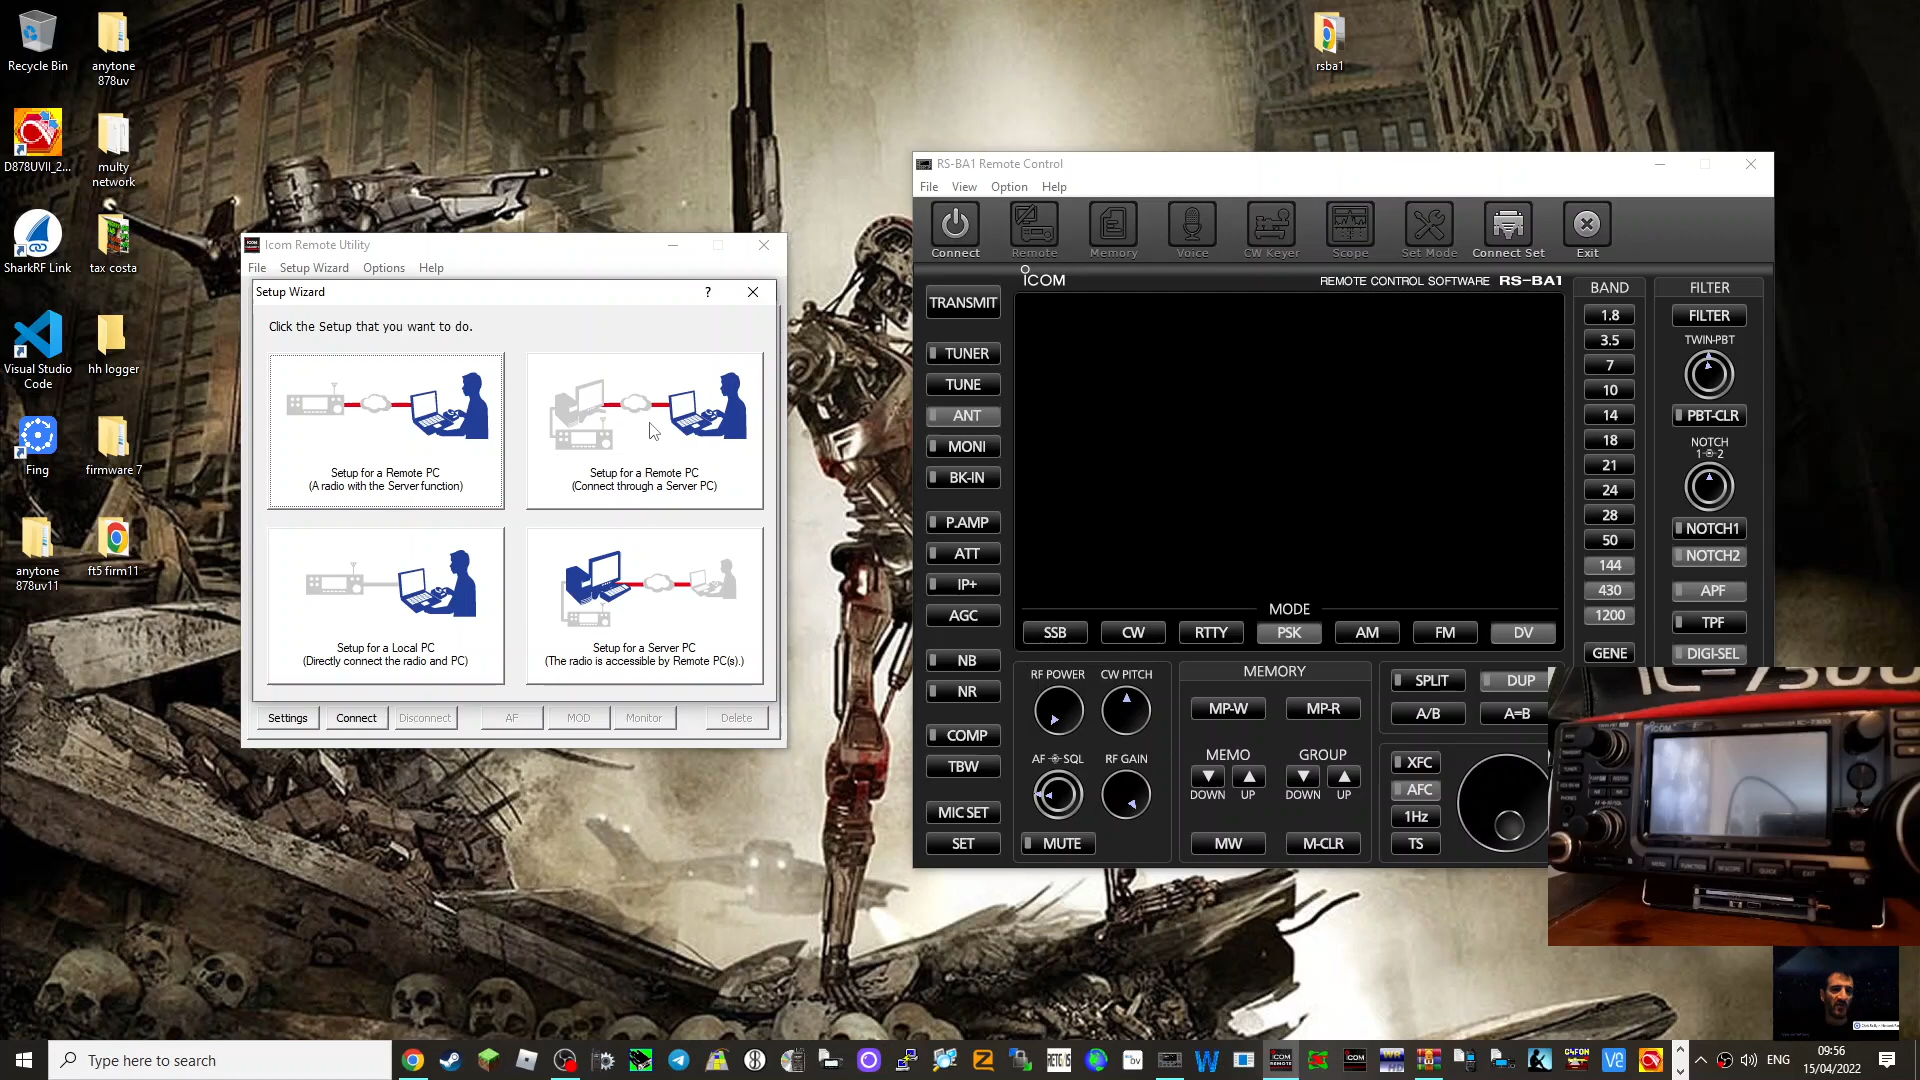 Recycle Bin
anytone
878uv
D878UVII_2...
multy
network
SharkRF Link
tax costa
Visual Studio
Code
hh logger
Fing
firmware 7
anytone
878uv11
ft5 firm11
rsba1
Icom Remote Utility
File Setup Wizard Options Help
Setup Wizard
?
Click the Setup that you want to do.
Setup for a Remote PC
(A radio with the Server function)
Setup for a Remote PC
(Connect through a Server PC)
Setup for a Local PC
(Directly connect the radio and PC)
Setup for a Server PC
(The radio is accessible by Remote PC(s).)
Settings Connect Disconnect AF MOD Monitor Delete
RS-BA1 Remote Control
File View Option Help
Connect Remote Memory Voice CW Keyer Scope Set Mode Connect Set Exit
ICOM
REMOTE CONTROL SOFTWARE RS-BA1
TRANSMIT
TUNER
TUNE
ANT
MONI
BK-IN
P.AMP
ATT
IP+
AGC
NB
NR
COMP
TBW
MIC SET
SET
MODE
SSB CW RTTY PSK AM FM DV
RF POWER CW PITCH
AF SQL RF GAIN
MUTE
MEMORY
MP-W MP-R
MEMO GROUP
DOWN UP DOWN UP
MW M-CLR
SPLIT DUP
A/B A=B
XFC
AFC
1Hz
TS
BAND
1.8
3.5
7
10
14
18
21
24
28
50
144
430
1200
GENE
FILTER
FILTER
TWIN-PBT
PBT-CLR
NOTCH
1 2
NOTCH1
NOTCH2
APF
TPF
DIGI-SEL
Type here to search
ENG
09:56
15/04/2022